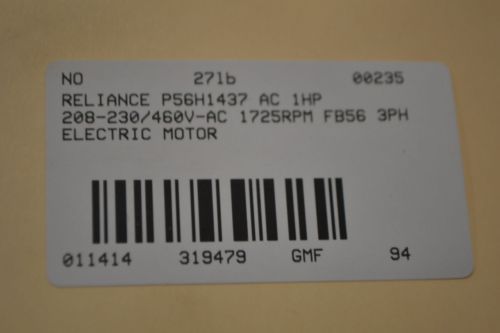 NO 27lb 00235
RELIANCE P56H1437 AC 1HP
208-230/460V-AC 1725RPM FB56 3PH
ELECTRIC MOTOR
011414 319479 GMF 94